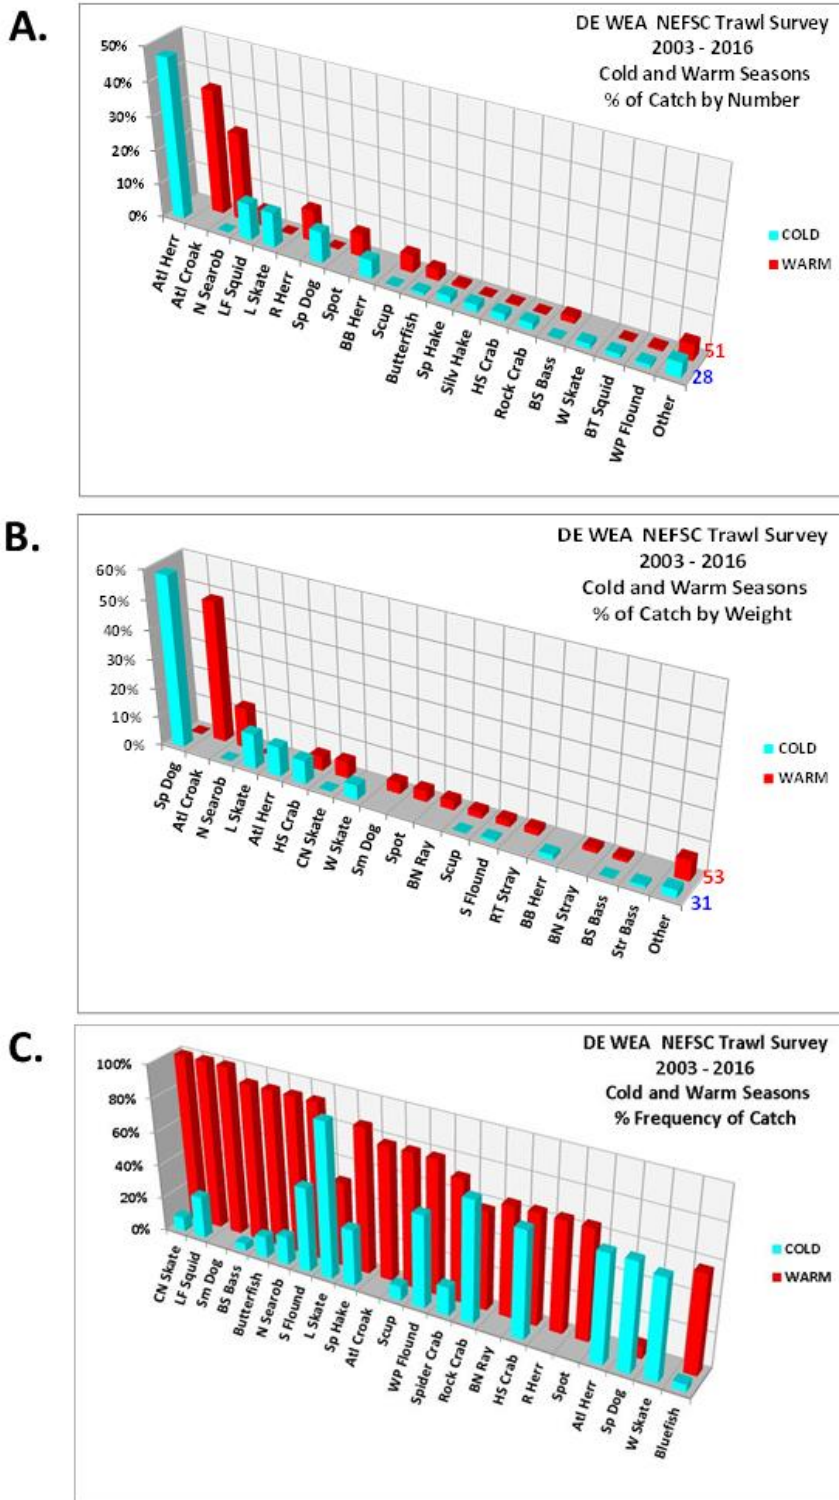 A.
DE WEA NEFSC Trawl Survey
2003 - 2016
Cold and Warm Seasons
% of Catch by Number
50%
40%
30%
20%
10%
0%
Atl Herr
Atl Croak
N Searob
LF Squid
L Skate
R Herr
Sp Dog
Spot
BB Herr
Scup
Butterfish
Sp Hake
Silv Hake
HS Crab
Rock Crab
BS Bass
W Skate
BT Squid
WP Flound
Other
COLD
WARM
51
28
B.
DE WEA NEFSC Trawl Survey
2003 - 2016
Cold and Warm Seasons
% of Catch by Weight
60%
50%
40%
30%
20%
10%
0%
Sp Dog
Atl Croak
N Searob
L Skate
Atl Herr
HS Crab
CN Skate
W Skate
Sm Dog
Spot
BN Ray
Scup
S Flound
RT Stray
BB Herr
BN Stray
BS Bass
Str Bass
Other
COLD
WARM
53
31
C.
DE WEA NEFSC Trawl Survey
2003 - 2016
Cold and Warm Seasons
% Frequency of Catch
100%
80%
60%
40%
20%
0%
CN Skate
LF Squid
Sm Dog
BS Bass
Butterfish
N Searob
S Flound
L Skate
Sp Hake
Atl Croak
Scup
WP Flound
Spider Crab
Rock Crab
BN Ray
HS Crab
R Herr
Spot
Atl Herr
Sp Dog
W Skate
Bluefish
COLD
WARM